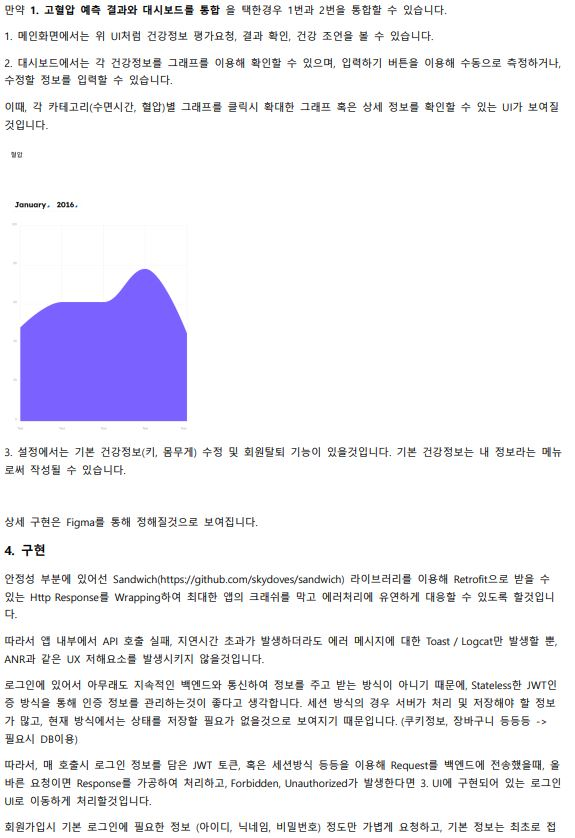 만약 1. 고혈압 예측 결과와 대시보드를 통합 을 택한경우 1번과 2번을 통합할 수 있습니다.
1. 메인화면에서는 위 UI처럼 건강정보 평가요청, 결과 확인, 건강 조언을 볼 수 있습니다.
2. 대시보드에서는 각 건강정보를 그래프를 이용해 확인할 수 있으며, 입력하기 버튼을 이용해 수동으로 측정하거나,
수정할 정보를 입력할 수 있습니다.
이때, 각 카테고리(수면시간, 혈압)별 그래프를 클릭시 확대한 그래프 혹은 상세 정보를 확인할 수 있는 UI가 보여질
것입니다.
혈압
January. 2016.
3. 설정에서는 기본 건강정보(키, 몸무게) 수정 및 회원탈퇴 기능이 있을것입니다. 기본 건강정보는 내 정보라는 메뉴
로써 작성될 수 있습니다.
상세 구현은 Figma를 통해 정해질것으로 보여집니다.
4. 구현
안정성 부분에 있어선 Sandwich(https://github.com/skydoves/sandwich) 라이브러리를 이용해 Retrofit으로 받을 수
있는 Http Response를 Wrapping하여 최대한 앱의 크래쉬를 막고 에러처리에 유연하게 대응할 수 있도록 할것입니
다.
따라서 앱 내부에서 API 호출 실패, 지연시간 초과가 발생하더라도 에러 메시지에 대한 Toast / Logcat만 발생할 뿐,
ANR과 같은 UX 저해요소를 발생시키지 않을것입니다.
로그인에 있어서 아무래도 지속적인 백엔드와 통신하여 정보를 주고 받는 방식이 아니기 때문에, Stateless한 JWT인
증 방식을 통해 인증 정보를 관리하는것이 좋다고 생각합니다. 세션 방식의 경우 서버가 처리 및 저장해야 할 정보
가 많고, 현재 방식에서는 상태를 저장할 필요가 없을것으로 보여지기 때문입니다. (쿠키정보, 장바구니 등등등 ->
필요시 DB이용)
따라서, 매 호출시 로그인 정보를 담은 JWT 토큰, 혹은 세션방식 등등을 이용해 Request를 백엔드에 전송했을때, 올
바른 요청이면 Response를 가공하여 처리하고, Forbidden, Unauthorized가 발생한다면 3. UI에 구현되어 있는 로그인
UI로 이동하게 처리할것입니다.
회원가입시 기본 로그인에 필요한 정보 (아이디, 닉네임, 비밀번호) 정도만 가볍게 요청하고, 기본 정보는 최초로 접